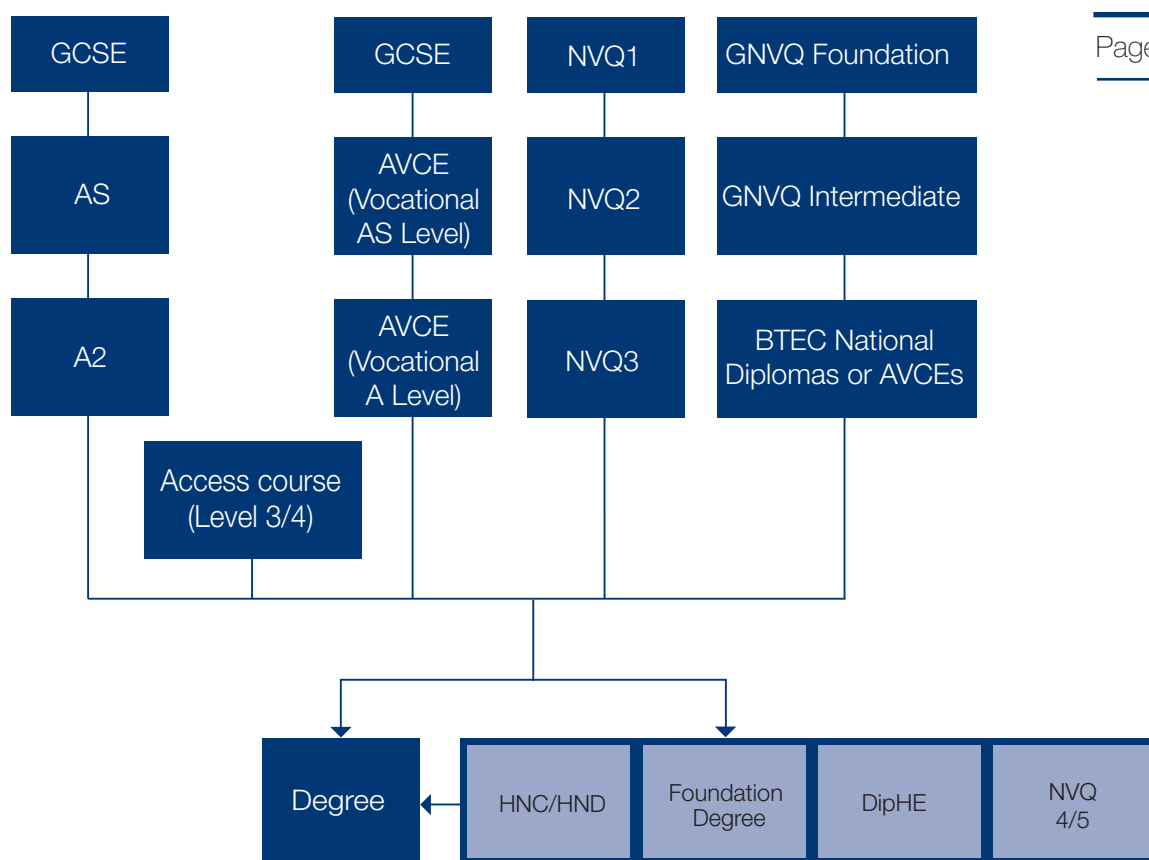 GCSE
GCSE
NVQ1
GNVQ Foundation
Page
AS
AVCE
(Vocational
AS Level)
NVQ2
GNVQ Intermediate
A2
AVCE
(Vocational
A Level)
NVQ3
BTEC National
Diplomas or AVCEs
Access course
(Level 3/4)
Degree
HNC/HND
Foundation
Degree
DipHE
NVQ
4/5